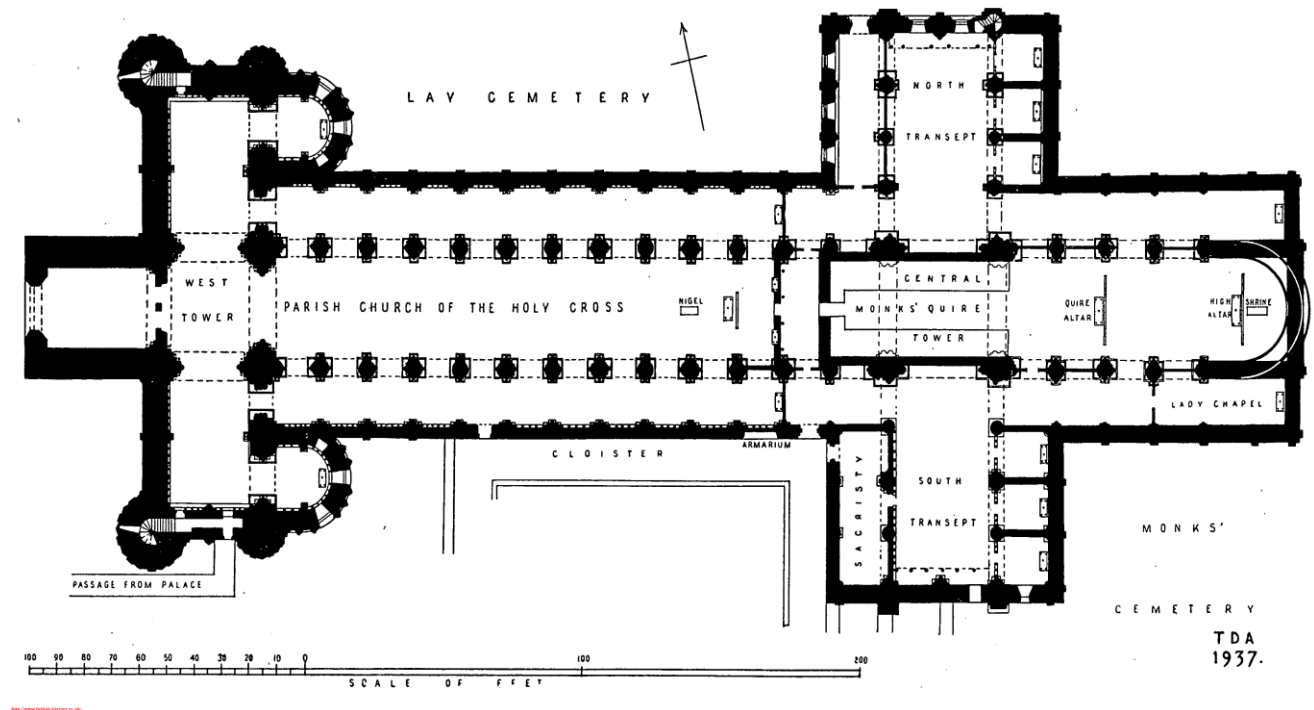 LAY CEMETERY
NORTH
TRANSEPT
WEST
TOWER
PARISH CHURCH OF THE HOLY CROSS
NIGEL
CENTRAL
MONKS' QUIRE
TOWER
QUIRE
ALTAR
HIGH
ALTAR
SHRINE
LADY CHAPEL
ARMARIUM
CLOISTER
SACRISTY
SOUTH
TRANSEPT
MONKS'
CEMETERY
PASSAGE FROM PALACE
TDA
1937.
100 90 80 70 60 50 40 30 20 10 0 100 200
SCALE OF FEET